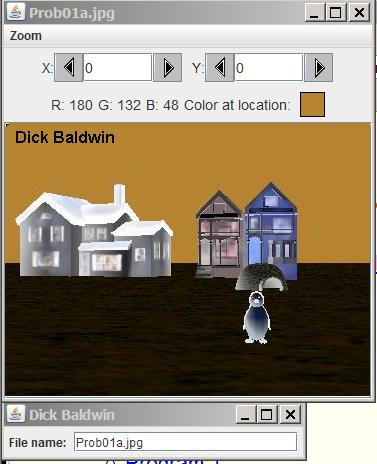 Prob01a.jpg
Zoom
X: 0 Y: 0
R: 180 G: 132 B: 48 Color at location:
Dick Baldwin
Dick Baldwin
File name: Prob01a.jpg